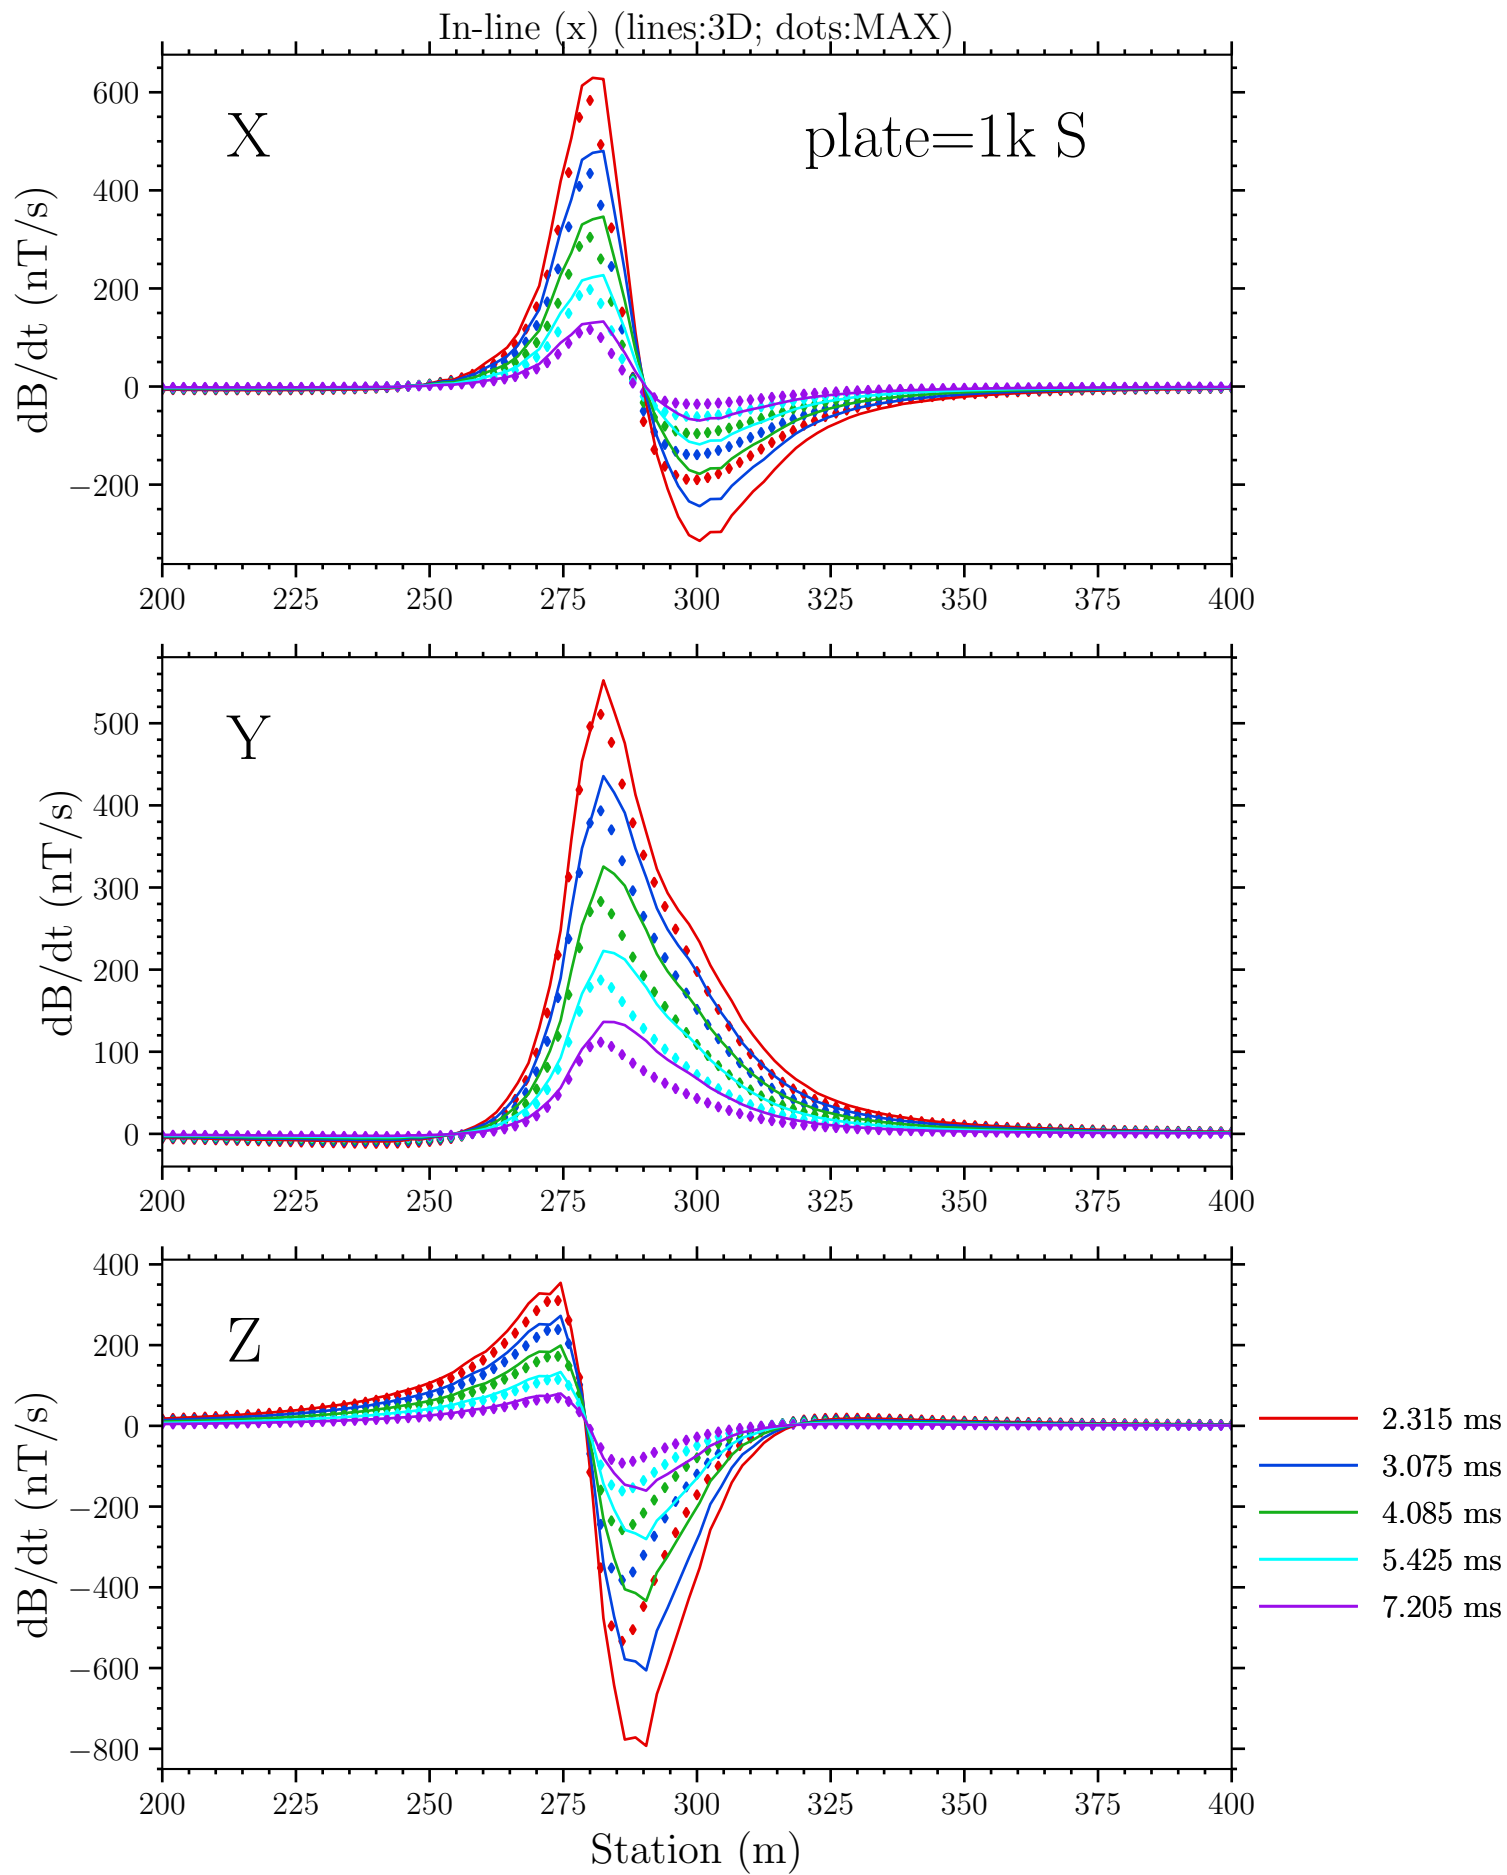 In-line (x) (lines:3D; dots:MAX)
X
plate=1k S
dB/dt (nT/s)
600
400
200
0
−200
200 225 250 275 300 325 350 375 400
Y
dB/dt (nT/s)
500
400
300
200
100
0
200 225 250 275 300 325 350 375 400
Z
dB/dt (nT/s)
400
200
0
−200
−400
−600
−800
200 225 250 275 300 325 350 375 400
Station (m)
2.315 ms
3.075 ms
4.085 ms
5.425 ms
7.205 ms